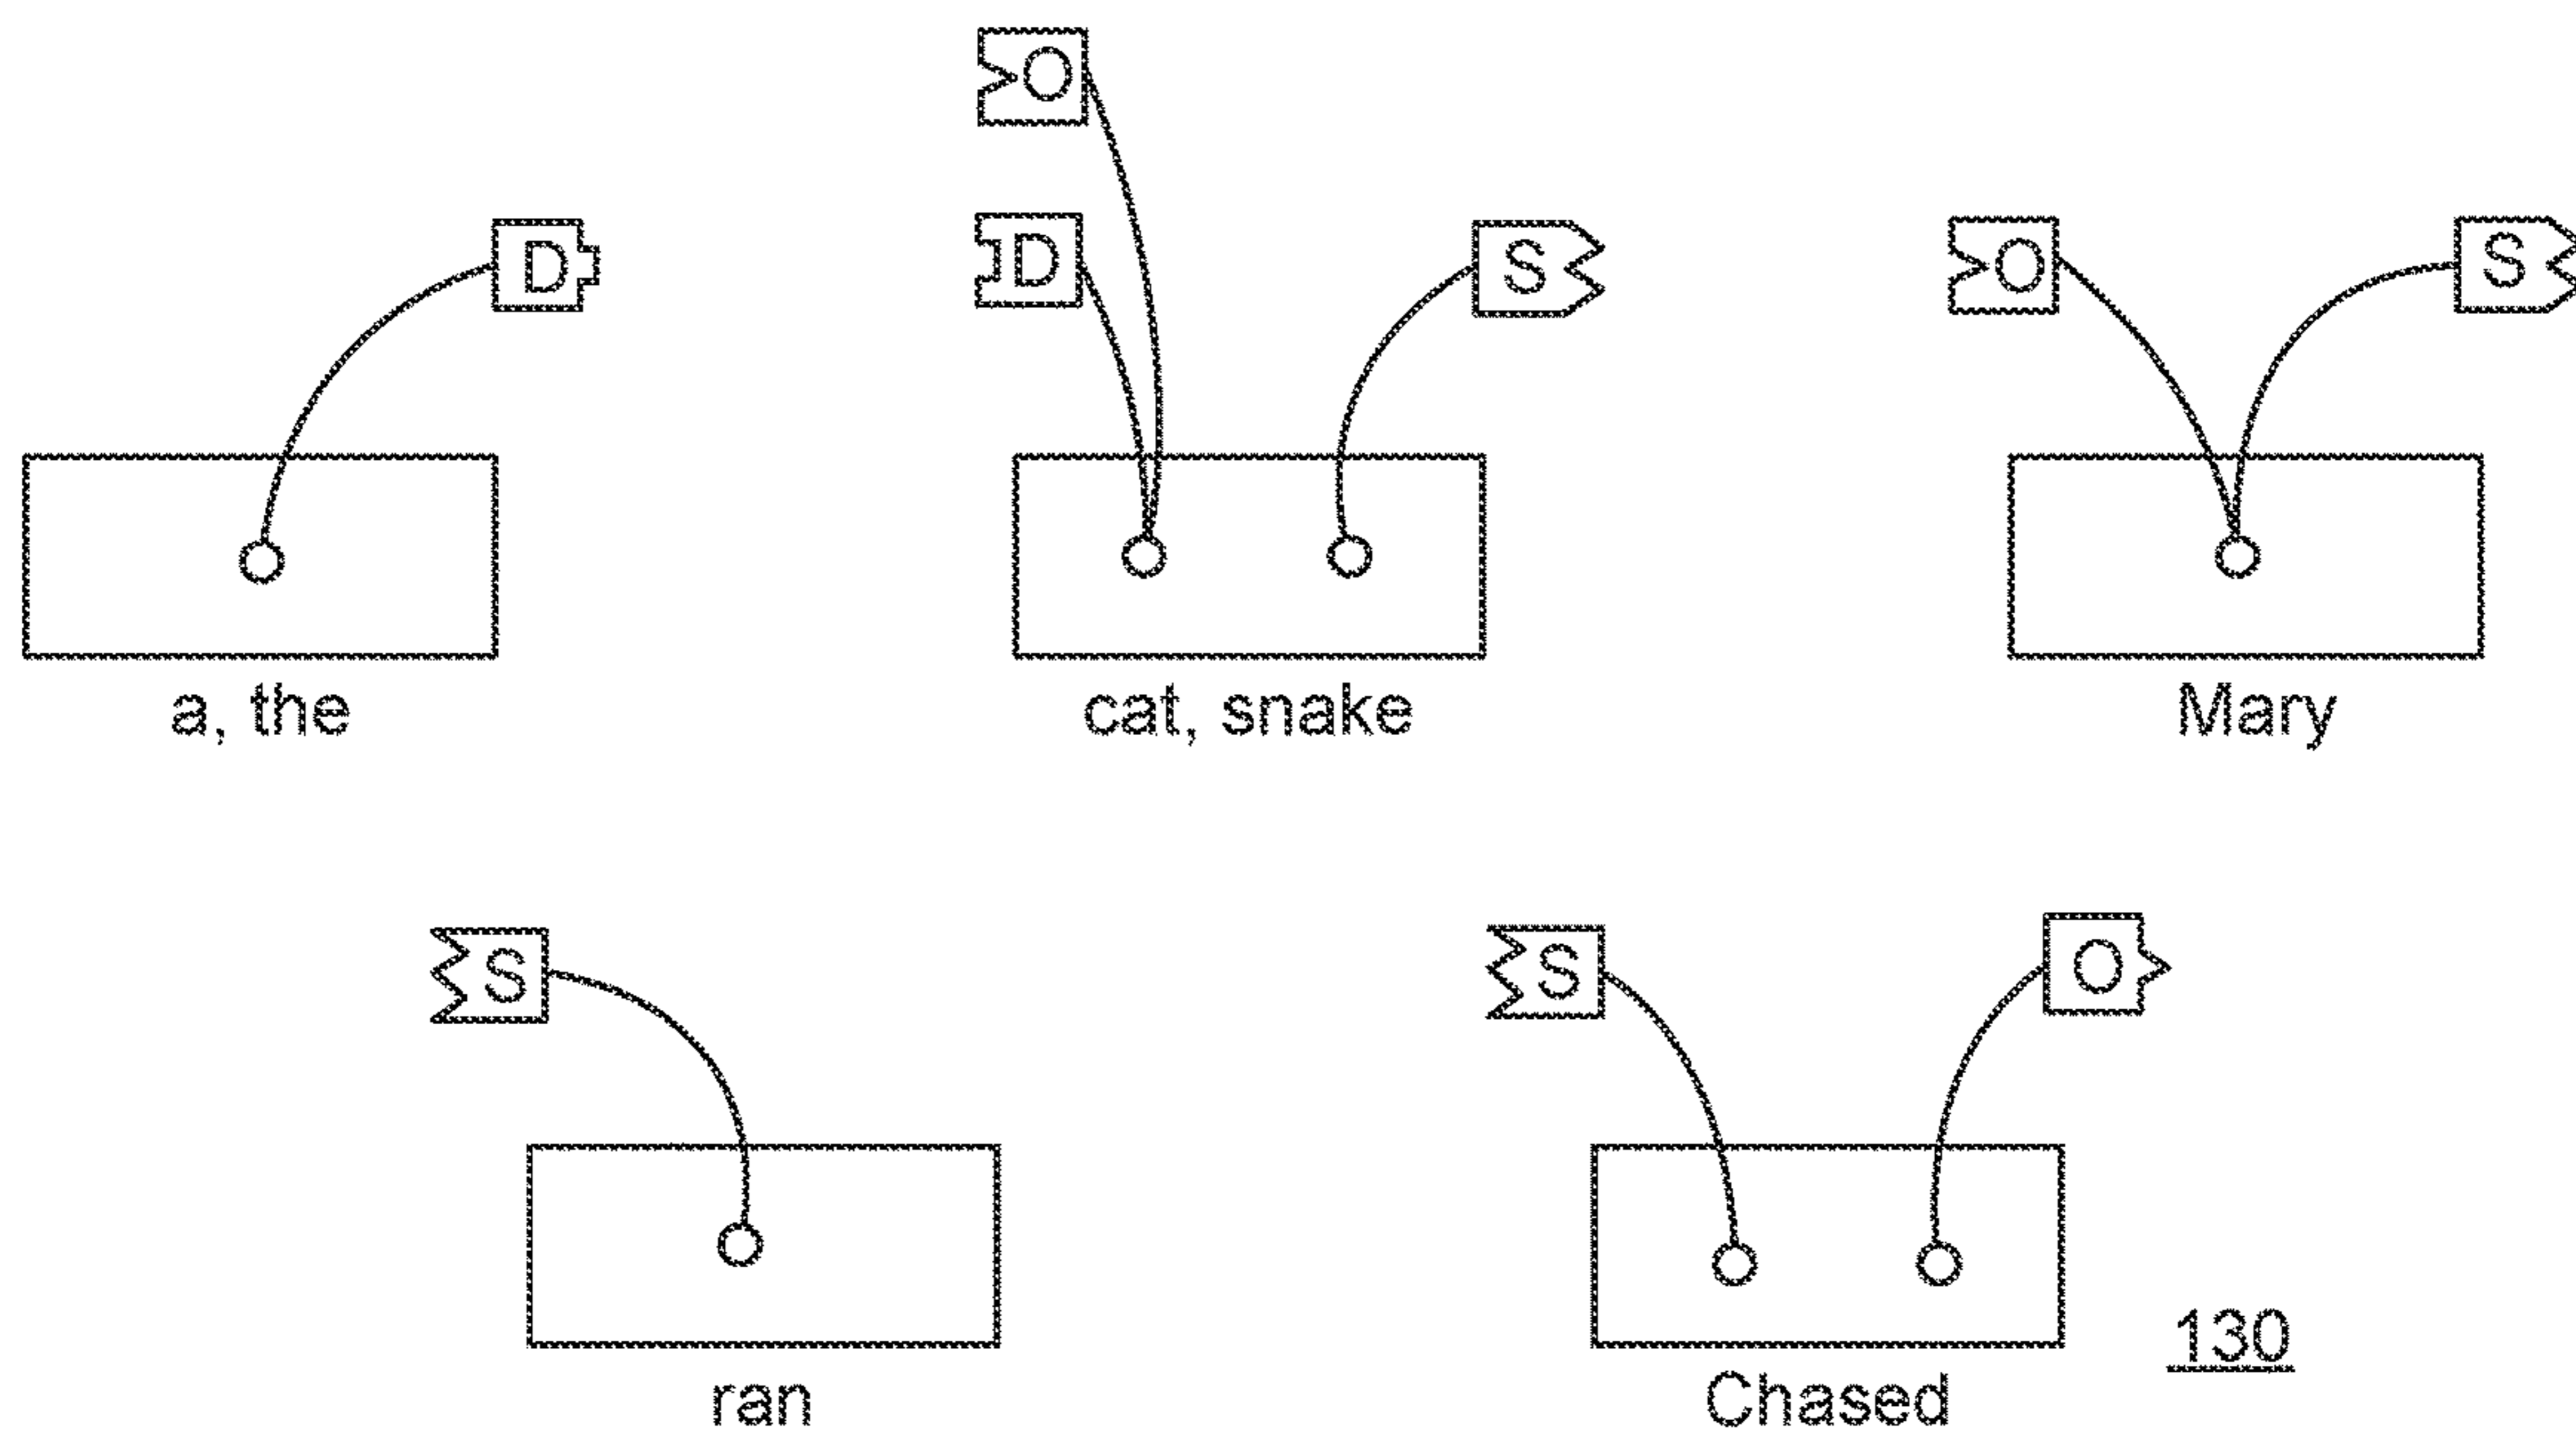 O
D D S O S
a, the cat, snake Mary
S S O
130
ran Chased